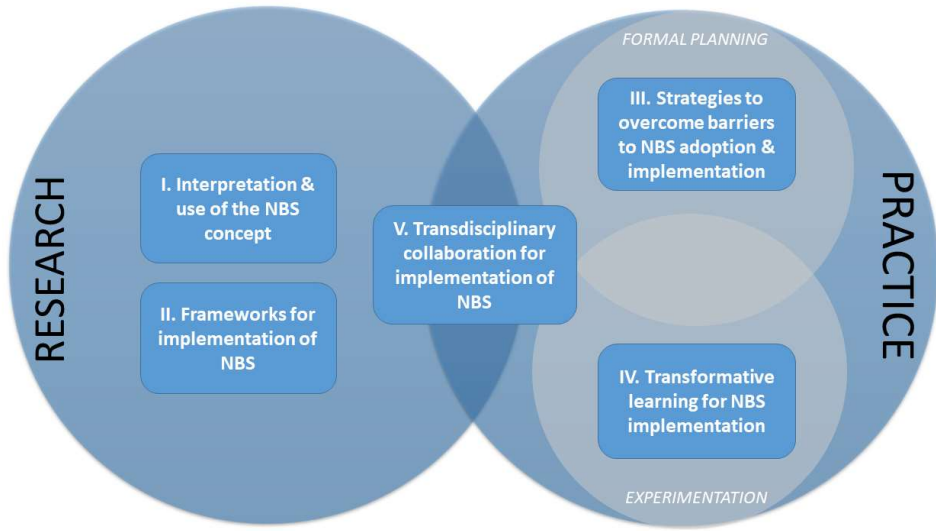 RESEARCH
I. Interpretation &
use of the NBS
concept
II. Frameworks for
implementation of
NBS
V. Transdisciplinary
collaboration for
implementation of
NBS
FORMAL PLANNING
III. Strategies to
overcome barriers
to NBS adoption &
implementation
IV. Transformative
learning for NBS
implementation
EXPERIMENTATION
PRACTICE